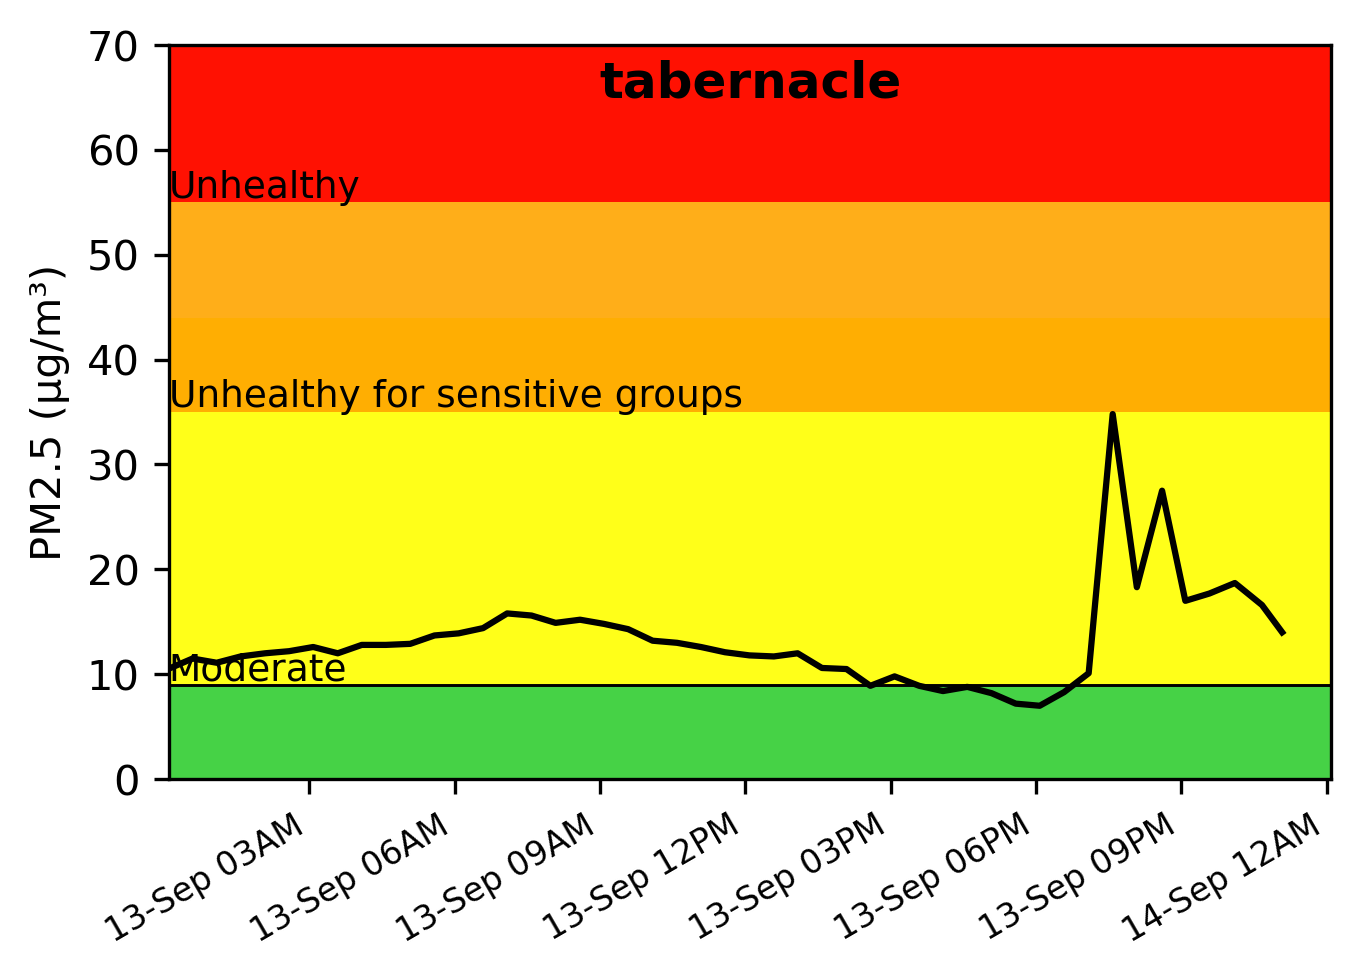 tabernacle
PM2.5 (µg/m³)
70
60
50
40
30
20
10
0
Unhealthy
Unhealthy for sensitive groups
Moderate
13-Sep 03AM
13-Sep 06AM
13-Sep 09AM
13-Sep 12PM
13-Sep 03PM
13-Sep 06PM
13-Sep 09PM
14-Sep 12AM